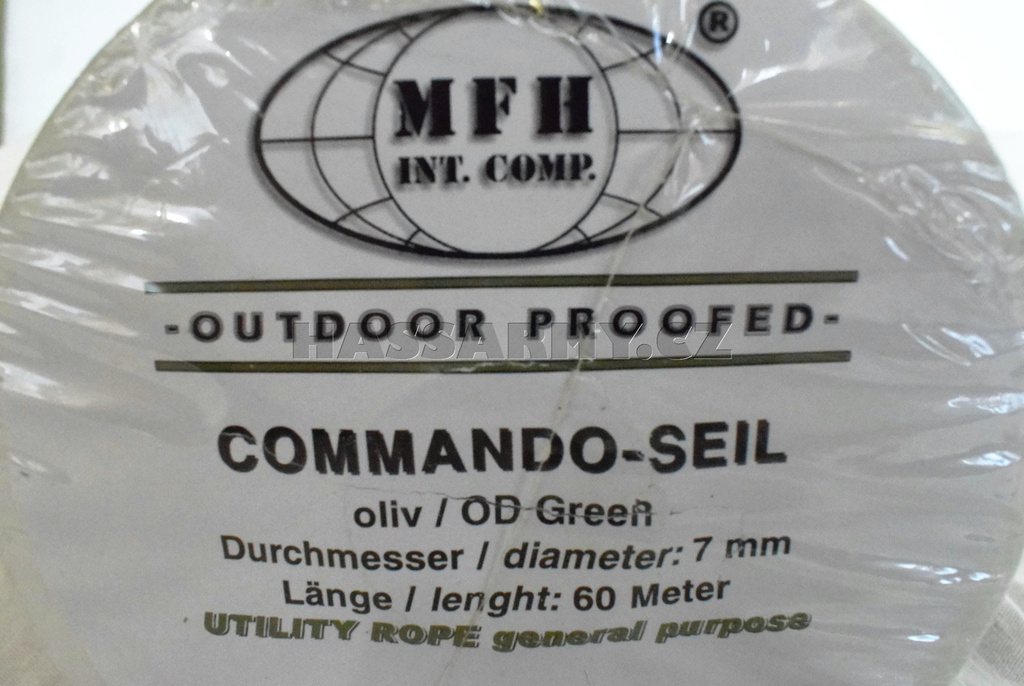 ®
MFH
INT. COMP.
-OUTDOOR PROOFED-
HASSARMY.CZ
COMMANDO-SEIL
oliv / OD Green
Durchmesser / diameter: 7 mm
Länge / lenght: 60 Meter
UTILITY ROPE general purpose